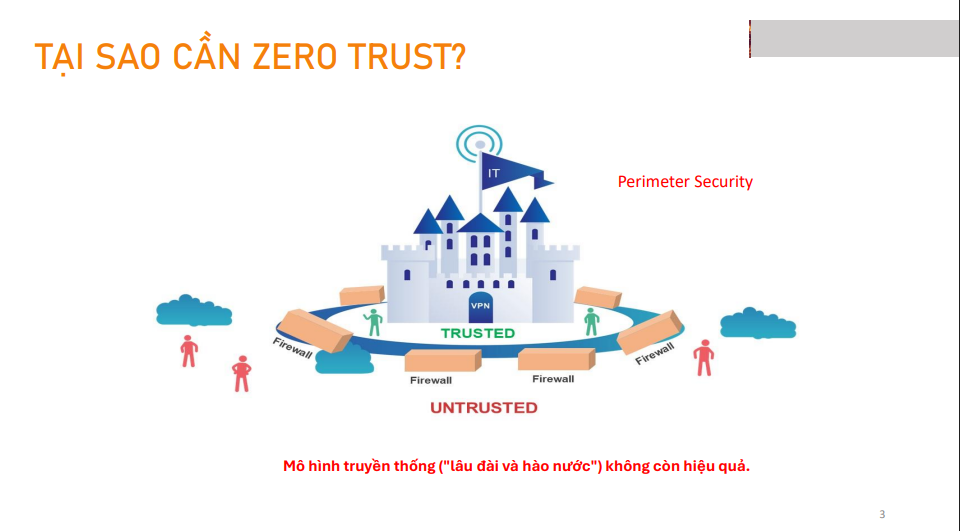 TẠI SAO CẦN ZERO TRUST?
IT
Perimeter Security
VPN
TRUSTED
Firewall
Firewall
Firewall
Firewall
UNTRUSTED
Mô hình truyền thống ("lâu đài và hào nước") không còn hiệu quả.
3